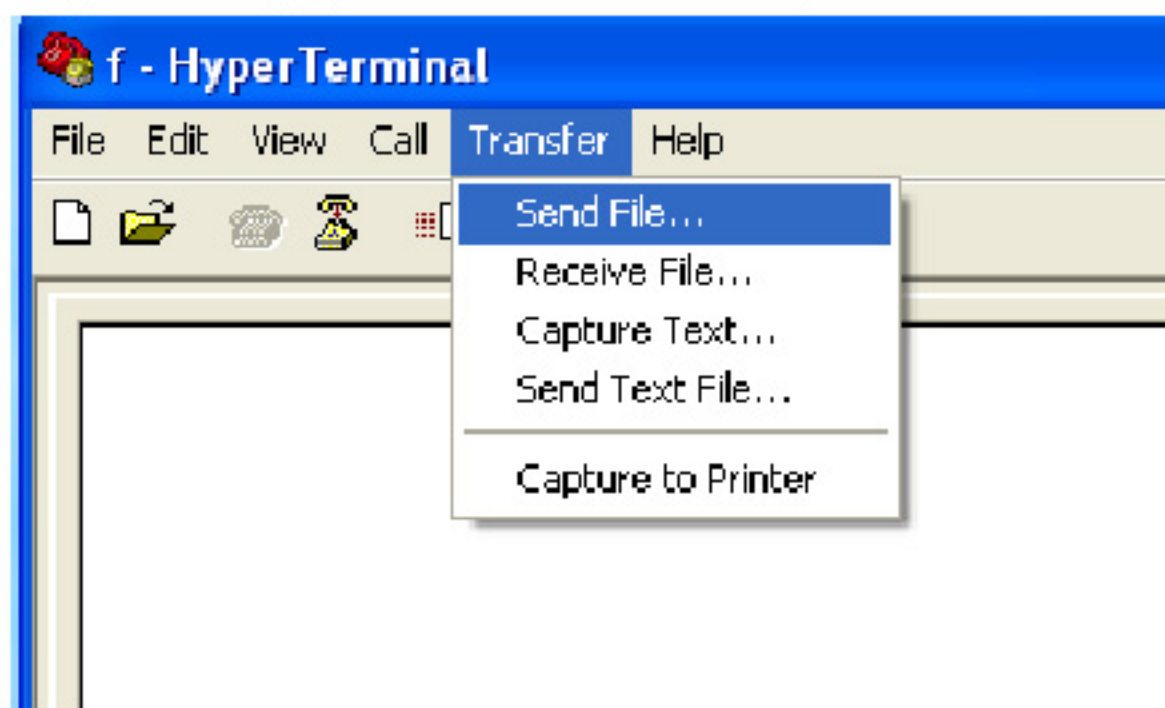 f - HyperTerminal
File Edit View Call Transfer Help
Send File...
Receive File...
Capture Text...
Send Text File...
Capture to Printer